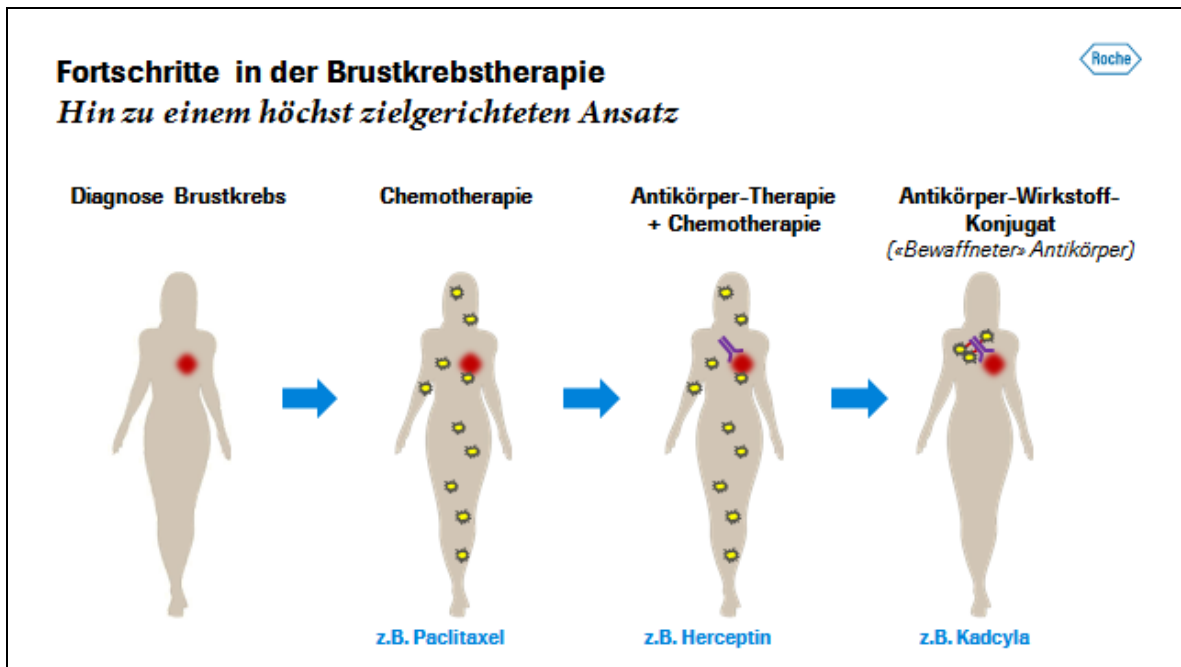 Fortschritte in der Brustkrebstherapie
Hin zu einem höchst zielgerichteten Ansatz
Roche
Diagnose Brustkrebs
Chemotherapie
Antikörper-Therapie
+ Chemotherapie
Antikörper-Wirkstoff-
Konjugat
(«Bewaffneter» Antikörper)
z.B. Paclitaxel
z.B. Herceptin
z.B. Kadcyla